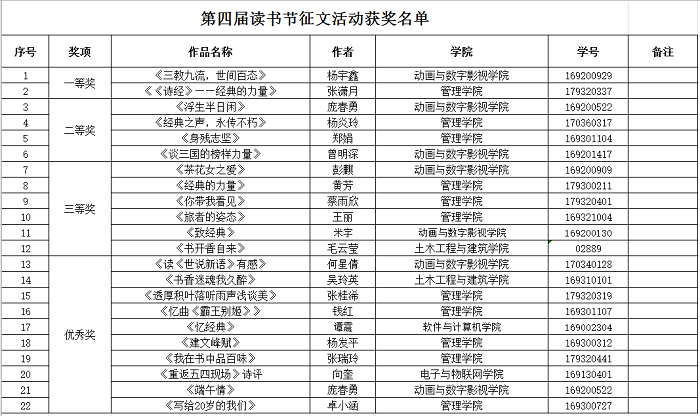 第四届读书节征文活动获奖名单
序号 奖项 作品名称 作者 学院 学号 备注
1 一等奖 《三教九流，世间百态》 杨宇鑫 动画与数字影视学院 169200929
2 《《诗经》——经典的力量》 张潇月 管理学院 179320337
3 二等奖 《浮生半日闲》 庞春勇 动画与数字影视学院 169200522
4 《经典之声，永传不朽》 杨炎玲 管理学院 170360317
5 《身残志坚》 郑娟 管理学院 169301104
6 三等奖 《谈三国的榜样力量》 曾明深 动画与数字影视学院 169201417
7 《茶花女之爱》 彭麒 动画与数字影视学院 169200909
8 《经典的力量》 黄芳 管理学院 179300211
9 《你带我看见》 蔡雨欣 管理学院 179320401
10 《旅者的姿态》 王丽 管理学院 169321004
11 《致经典》 米宇 动画与数字影视学院 169200130
12 《书开香自来》 毛云莹 土木工程与建筑学院 02889
13 优秀奖 《读《世说新语》有感》 何星倩 动画与数字影视学院 170340128
14 《书香迷魂我久醉》 吴玲英 土木工程与建筑学院 169310101
15 《透厚积叶落听雨声浅谈美》 张桂浠 管理学院 179320319
16 《忆曲《霸王别姬》》 钱红 管理学院 169301107
17 《忆经典》 谭震 软件与计算机学院 169002304
18 《建文峰赋》 杨发平 管理学院 169300312
19 《我在书中品百味》 张瑞玲 管理学院 179320441
20 《重返五四现场》诗评 向奎 电子与物联网学院 169130401
21 《端午情》 庞春勇 动画与数字影视学院 169200522
22 《写给20岁的我们》 卓小涵 管理学院 169300727